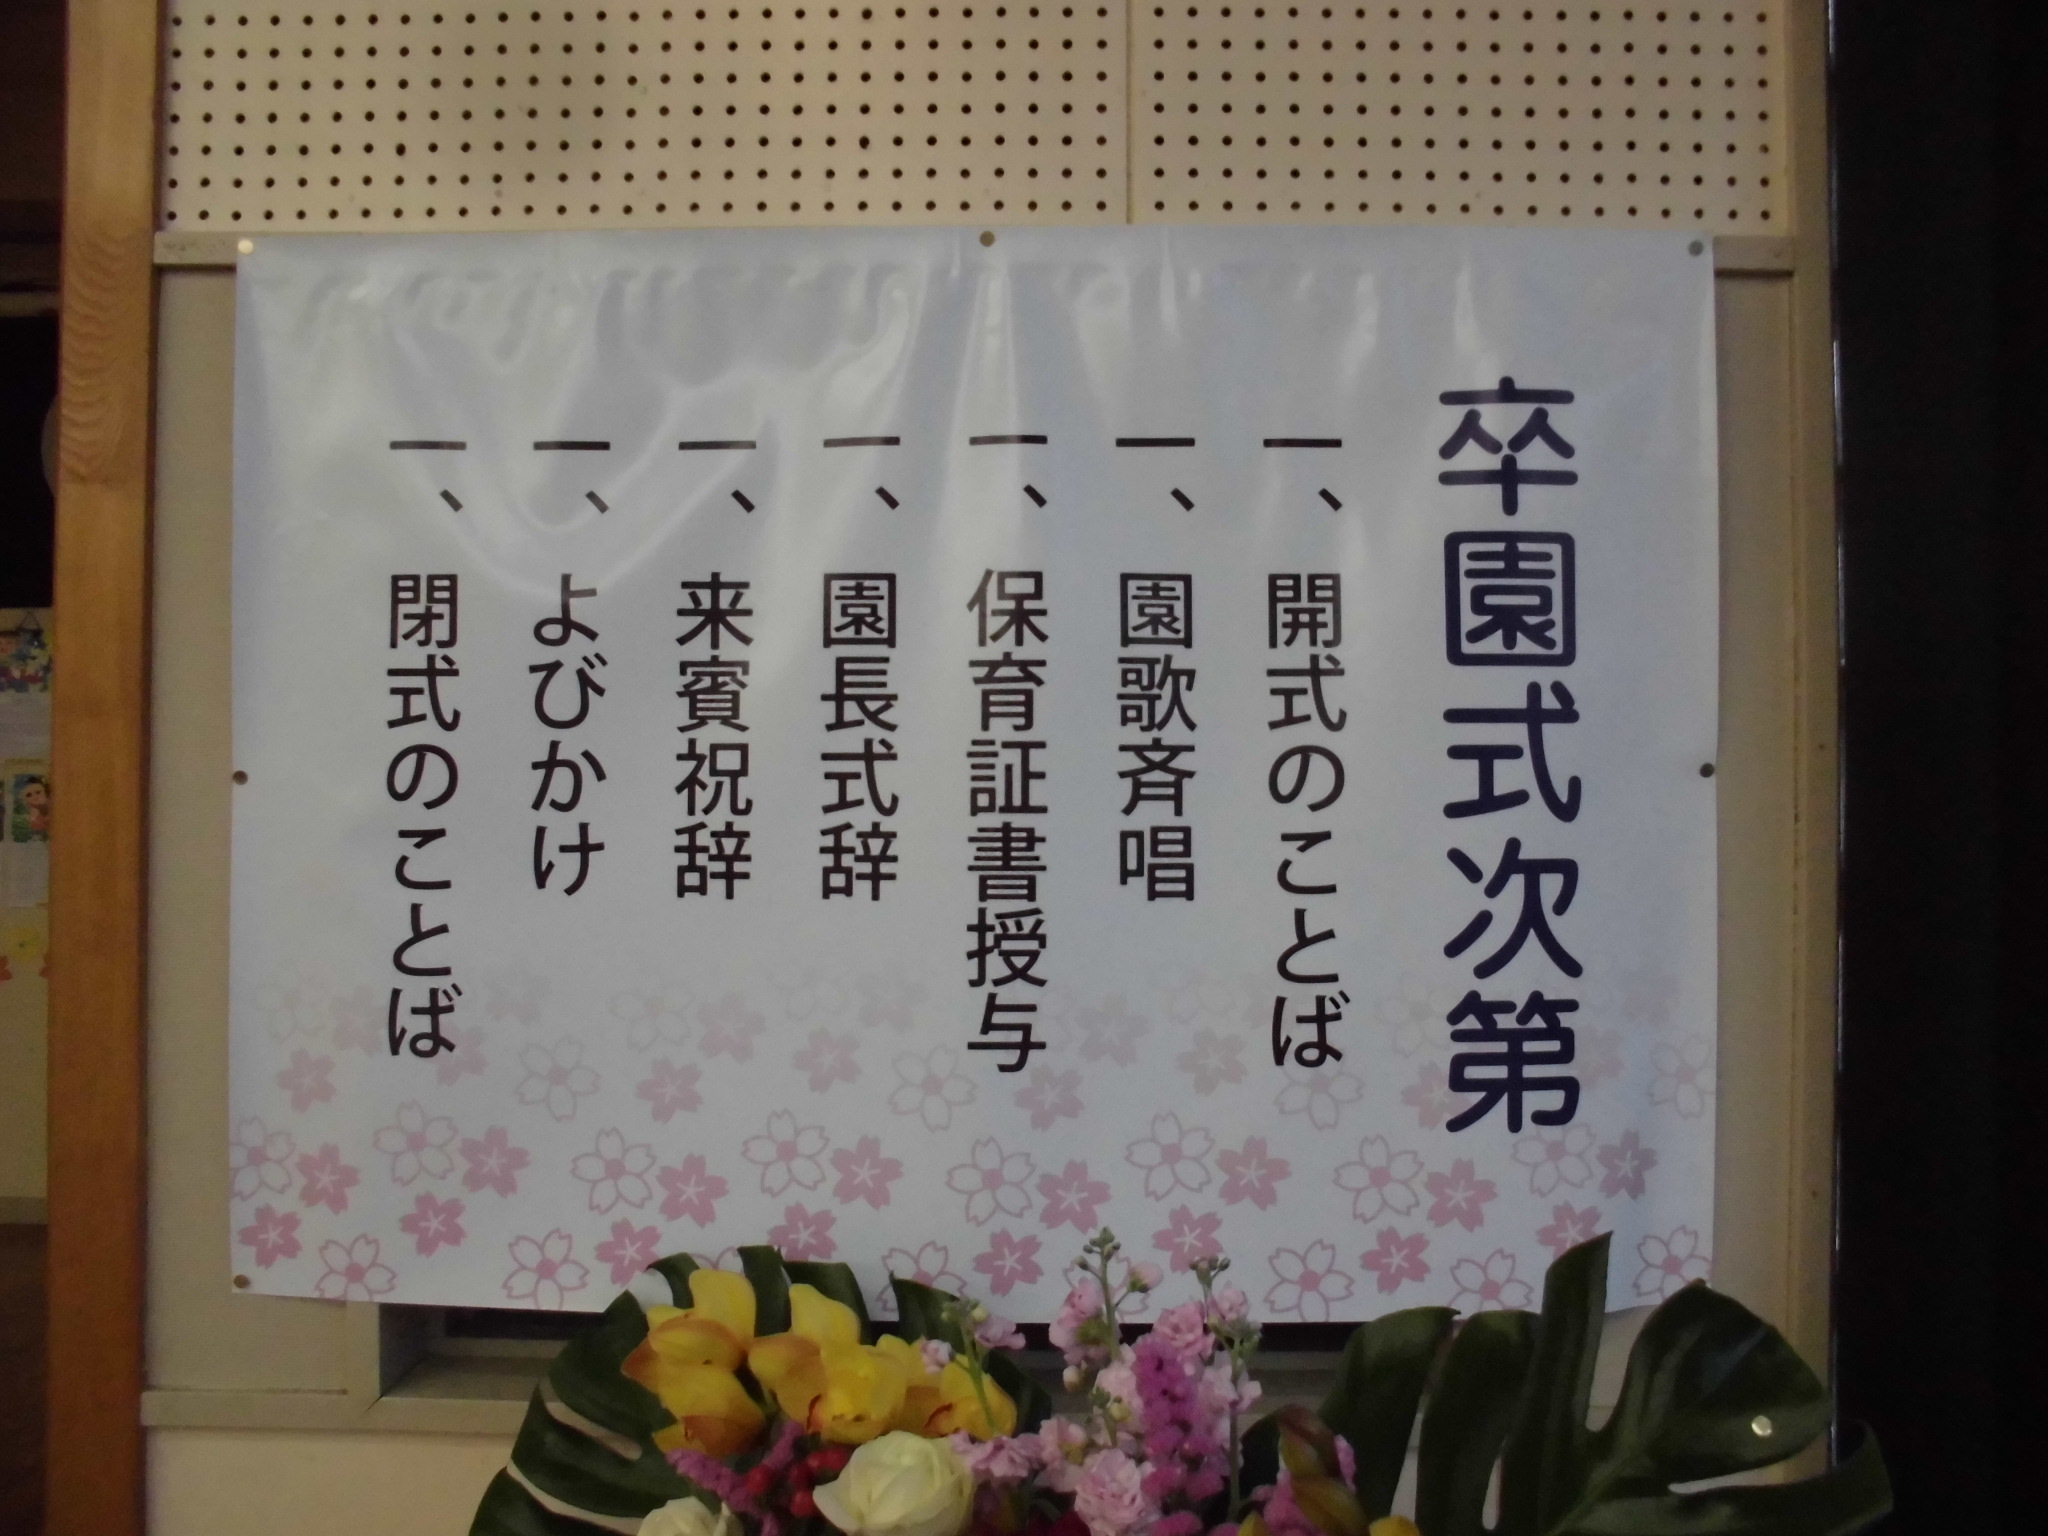 卒園式次第
一、開式のことば
一、園歌斉唱
一、保育証書授与
一、園長式辞
一、来賓祝辞
一、よびかけ
一、閉式のことば